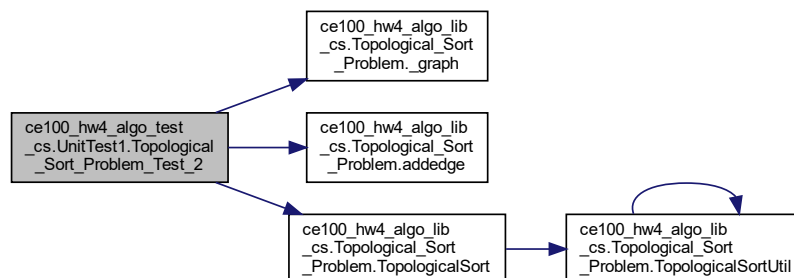 ce100_hw4_algo_lib
_cs.Topological_Sort
_Problem._graph
ce100_hw4_algo_test
_cs.UnitTest1.Topological
_Sort_Problem_Test_2
ce100_hw4_algo_lib
_cs.Topological_Sort
_Problem.addedge
ce100_hw4_algo_lib
_cs.Topological_Sort
_Problem.TopologicalSort
ce100_hw4_algo_lib
_cs.Topological_Sort
_Problem.TopologicalSortUtil